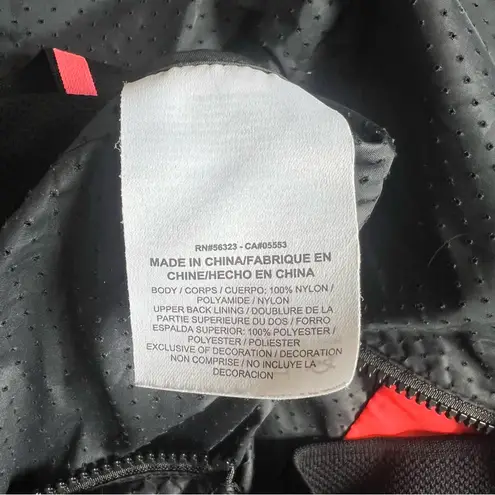 RN#56323 - CA#05553
MADE IN CHINA/FABRIQUE EN
CHINE/HECHO EN CHINA
BODY / CORPS / CUERPO: 100% NYLON /
POLYAMIDE / NYLON
UPPER BACK LINING / DOUBLURE DE LA
PARTIE SUPERIEURE DU DOS / FORRO
ESPALDA SUPERIOR: 100% POLYESTER /
POLYESTER / POLIESTER
EXCLUSIVE OF DECORATION / DECORATION
NON COMPRISE / NO INCLUYE LA
DECORACION